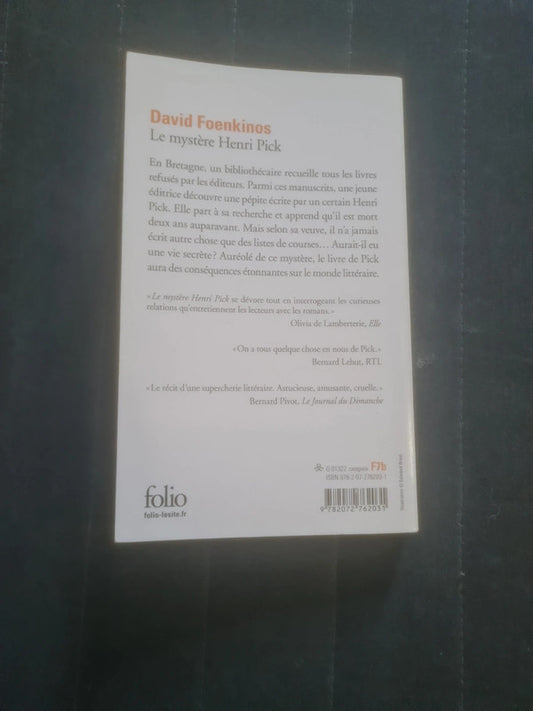 David Foenkinos
Le mystère Henri Pick
En Bretagne, un bibliothécaire recueille tous les livres
refusés par les éditeurs. Parmi ces manuscrits, une jeune
éditrice découvre une pépite écrite par un certain Henri
Pick. Elle part à sa recherche et apprend qu'il est mort
deux ans auparavant. Mais selon sa veuve, il n'a jamais
écrit autre chose que des listes de courses… Aurait-il eu
une vie secrète? Auréolé de ce mystère, le livre de Pick
aura des conséquences étonnantes sur le monde littéraire.
« Le mystère Henri Pick se dévore tout en interrogeant les curieuses
relations qu'entretiennent les lecteurs avec les romans. »
Olivia de Lamberterie, Elle
« On a tous quelque chose en nous de Pick. »
Bernard Lehut, RTL
« Le récit d'une supercherie littéraire. Astucieuse, amusante, cruelle. »
Bernard Pivot, Le Journal du Dimanche
folio
folio-lesite.fr
catégorie F7b
ISBN 978-2-07-276203-1
9 782072 762031